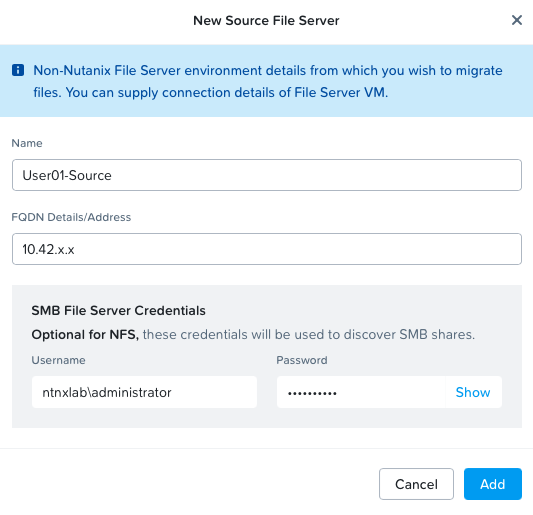 New Source File Server
Non-Nutanix File Server environment details from which you wish to migrate
files. You can supply connection details of File Server VM.
Name
User01-Source
FQDN Details/Address
10.42.x.x
SMB File Server Credentials
Optional for NFS, these credentials will be used to discover SMB shares.
Username Password
ntnxlab\administrator •••••••••• Show
Cancel Add